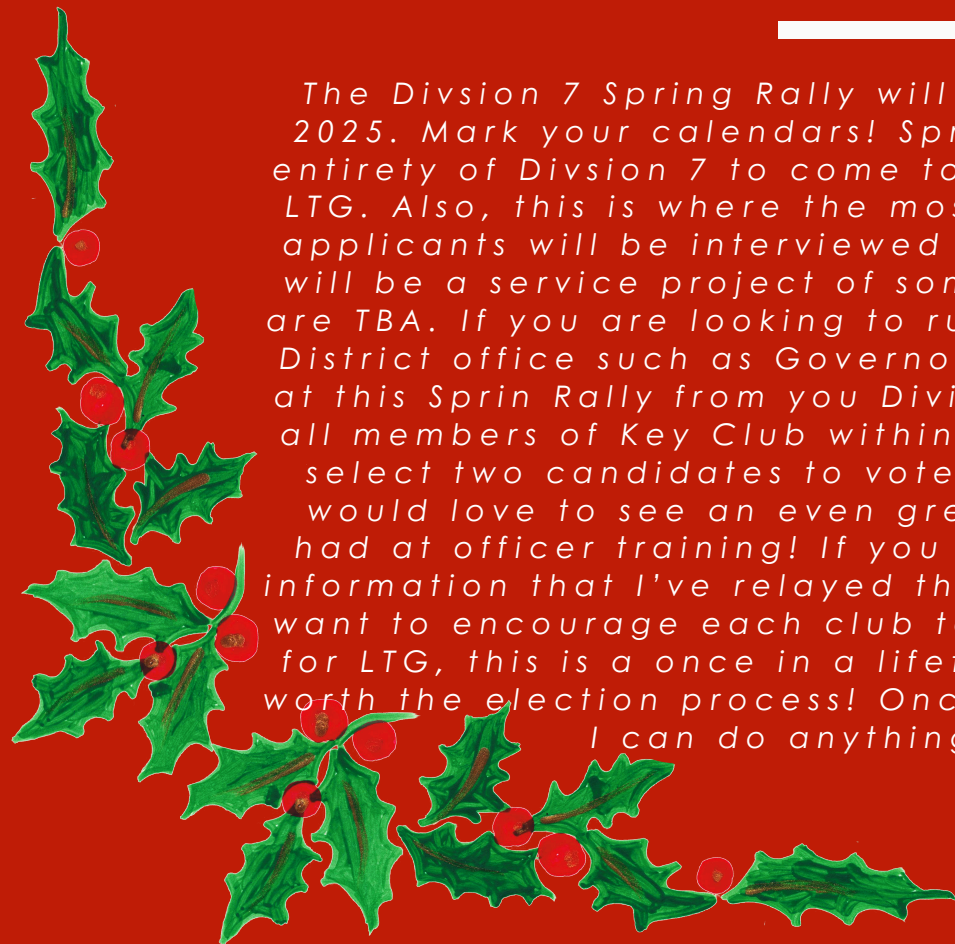 The Divsion 7 Spring Rally will
2025. Mark your calendars! Spr
entirety of Divsion 7 to come to
LTG. Also, this is where the mos
applicants will be interviewed
will be a service project of som
are TBA. If you are looking to ru
District office such as Governo
at this Sprin Rally from you Divi
all members of Key Club within
select two candidates to vote
would love to see an even gre
had at officer training! If you
information that I’ve relayed th
want to encourage each club to
for LTG, this is a once in a lifet
worth the election process! Onc
I can do anything